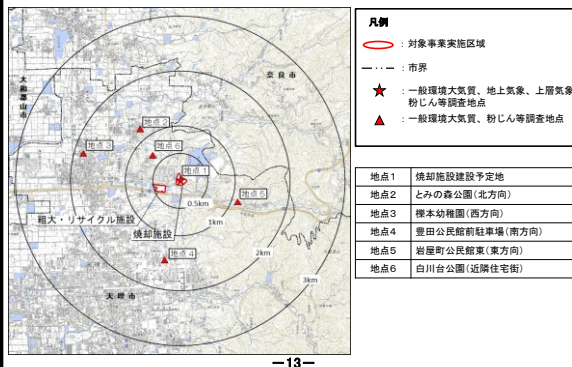 奈良市
大和郡山市
地点2
地点3
地点6
地点1
地点5
0.5km
粗大・リサイクル施設
1km
焼却施設
2km
地点4
3km
天理市
凡例
：対象事業実施区域
：市界
：一般環境大気質、地上気象、上層気象
粉じん等調査地点
：一般環境大気質、粉じん等調査地点
地点1 焼却施設建設予定地
地点2 とみの森公園(北方向)
地点3 櫟本幼稚園(西方向)
地点4 豊田公民館前駐車場(南方向)
地点5 岩屋町公民館東(東方向)
地点6 白川台公園(近隣住宅街)
－13－